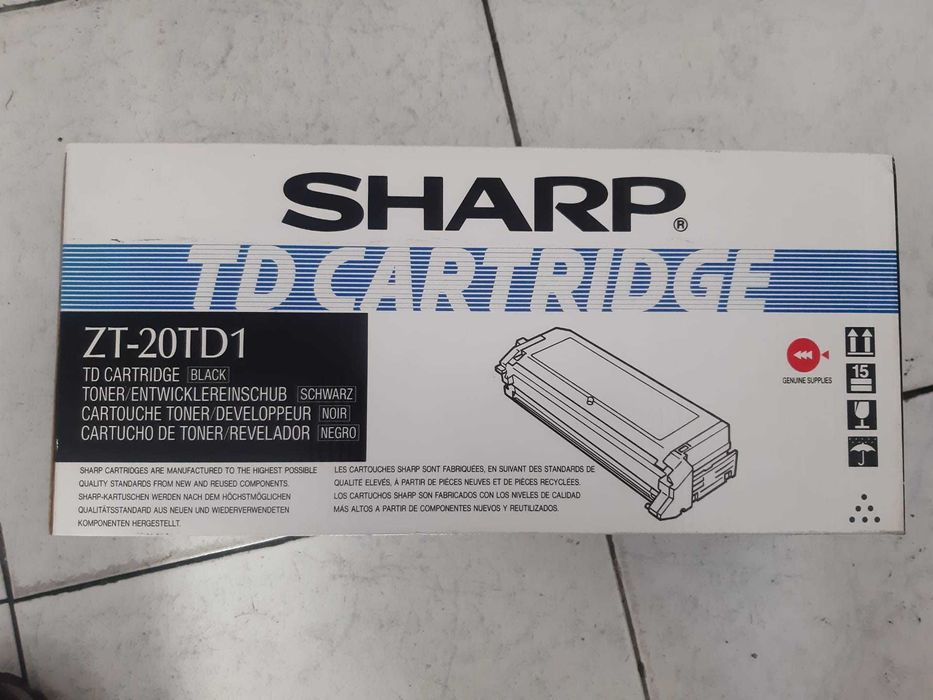 SHARP®
TD CARTRIDGE
ZT-20TD1
TD CARTRIDGE BLACK
TONER/ENTWICKLEREINSCHUB SCHWARZ
CARTOUCHE TONER/DEVELOPPEUR NOIR
CARTUCHO DE TONER/REVELADOR NEGRO
GENUINE SUPPLIES
15
SHARP CARTRIDGES ARE MANUFACTURED TO THE HIGHEST POSSIBLE
QUALITY STANDARDS FROM NEW AND REUSED COMPONENTS.
SHARP-KARTUSCHEN WERDEN NACH DEM HÖCHSTMÖGLICHEN
QUALITÄTSSTANDARD AUS NEUEN UND WIEDERVERWENDETEN
KOMPONENTEN HERGESTELLT.
LES CARTOUCHES SHARP SONT FABRIQUÉES, EN SUIVANT DES STANDARDS DE
QUALITE ELEVÉS, À PARTIR DE PIÈCES NEUVES ET DE PIÈCES RECYCLÉES.
LOS CARTUCHOS SHARP SON FABRICADOS CON LOS NIVELES DE CALIDAD
MÁS ALTOS A PARTIR DE COMPONENTES NUEVOS Y REUTILIZADOS.